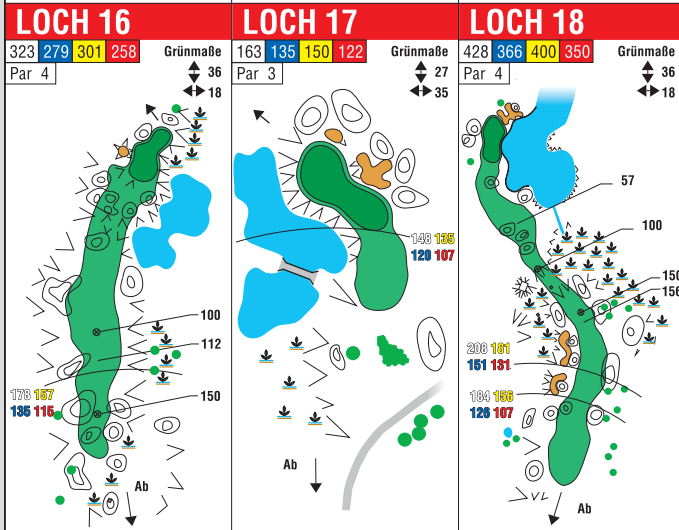 LOCH 16
323 279 301 258
Grünmaße
Par 4
36
18
100
112
178 157
135 115
150
Ab
LOCH 17
163 135 150 122
Grünmaße
Par 3
27
35
148 135
120 107
Ab
LOCH 18
428 366 400 350
Grünmaße
Par 4
36
18
57
100
150
156
208 181
151 131
184 156
126 107
Ab